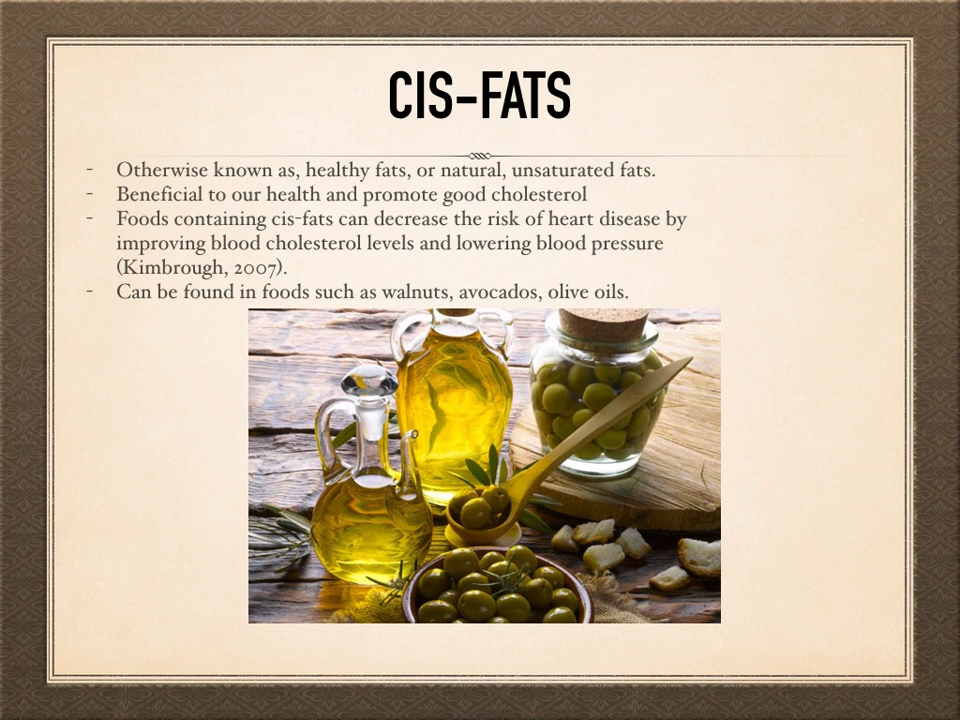 CIS-FATS
- Otherwise known as, healthy fats, or natural, unsaturated fats.
- Beneficial to our health and promote good cholesterol
- Foods containing cis-fats can decrease the risk of heart disease by
improving blood cholesterol levels and lowering blood pressure
(Kimbrough, 2007).
- Can be found in foods such as walnuts, avocados, olive oils.